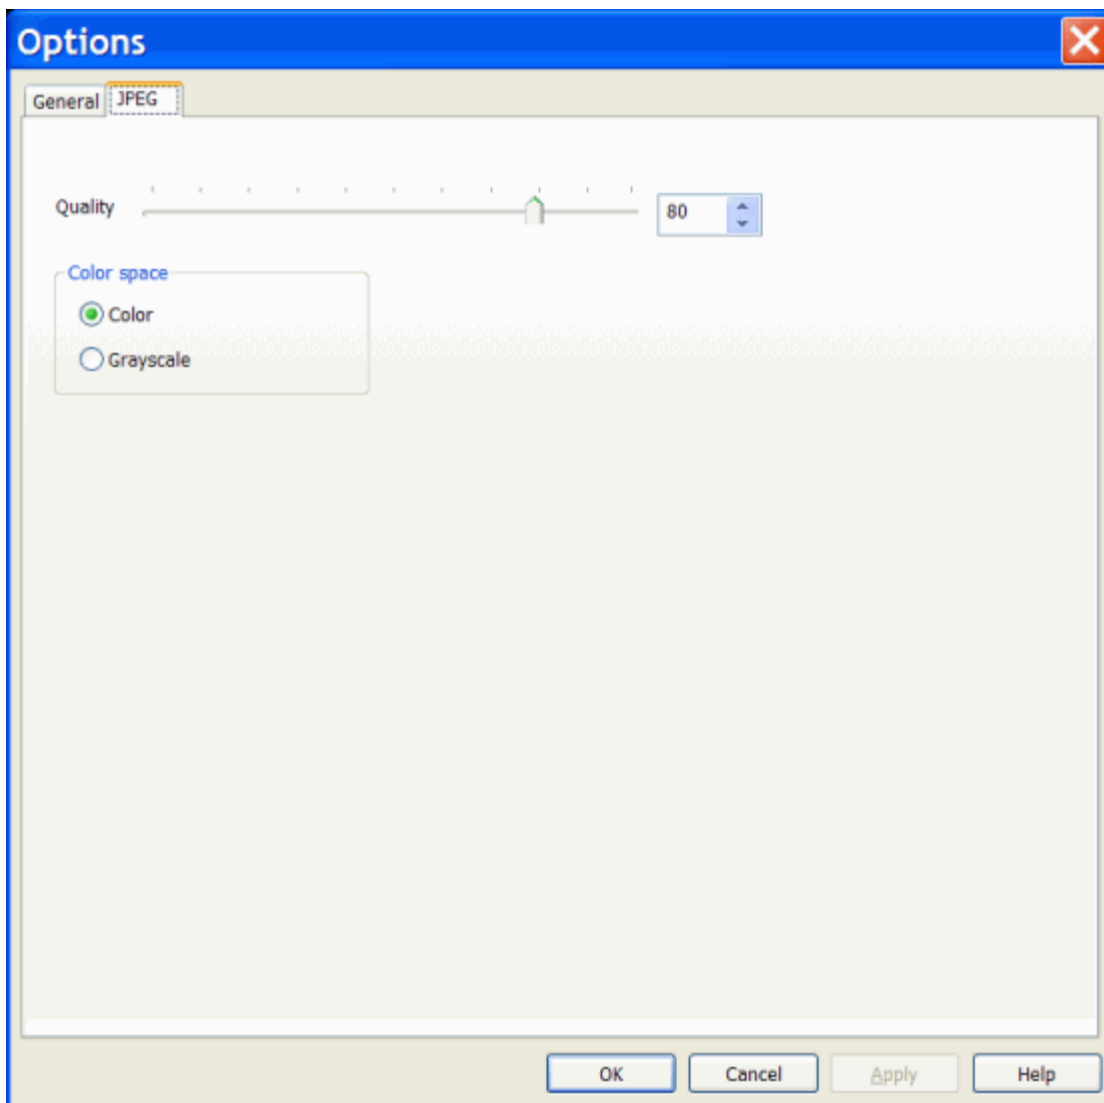 Options
General JPEG
Quality 80
Color space
Color
Grayscale
OK Cancel Apply Help